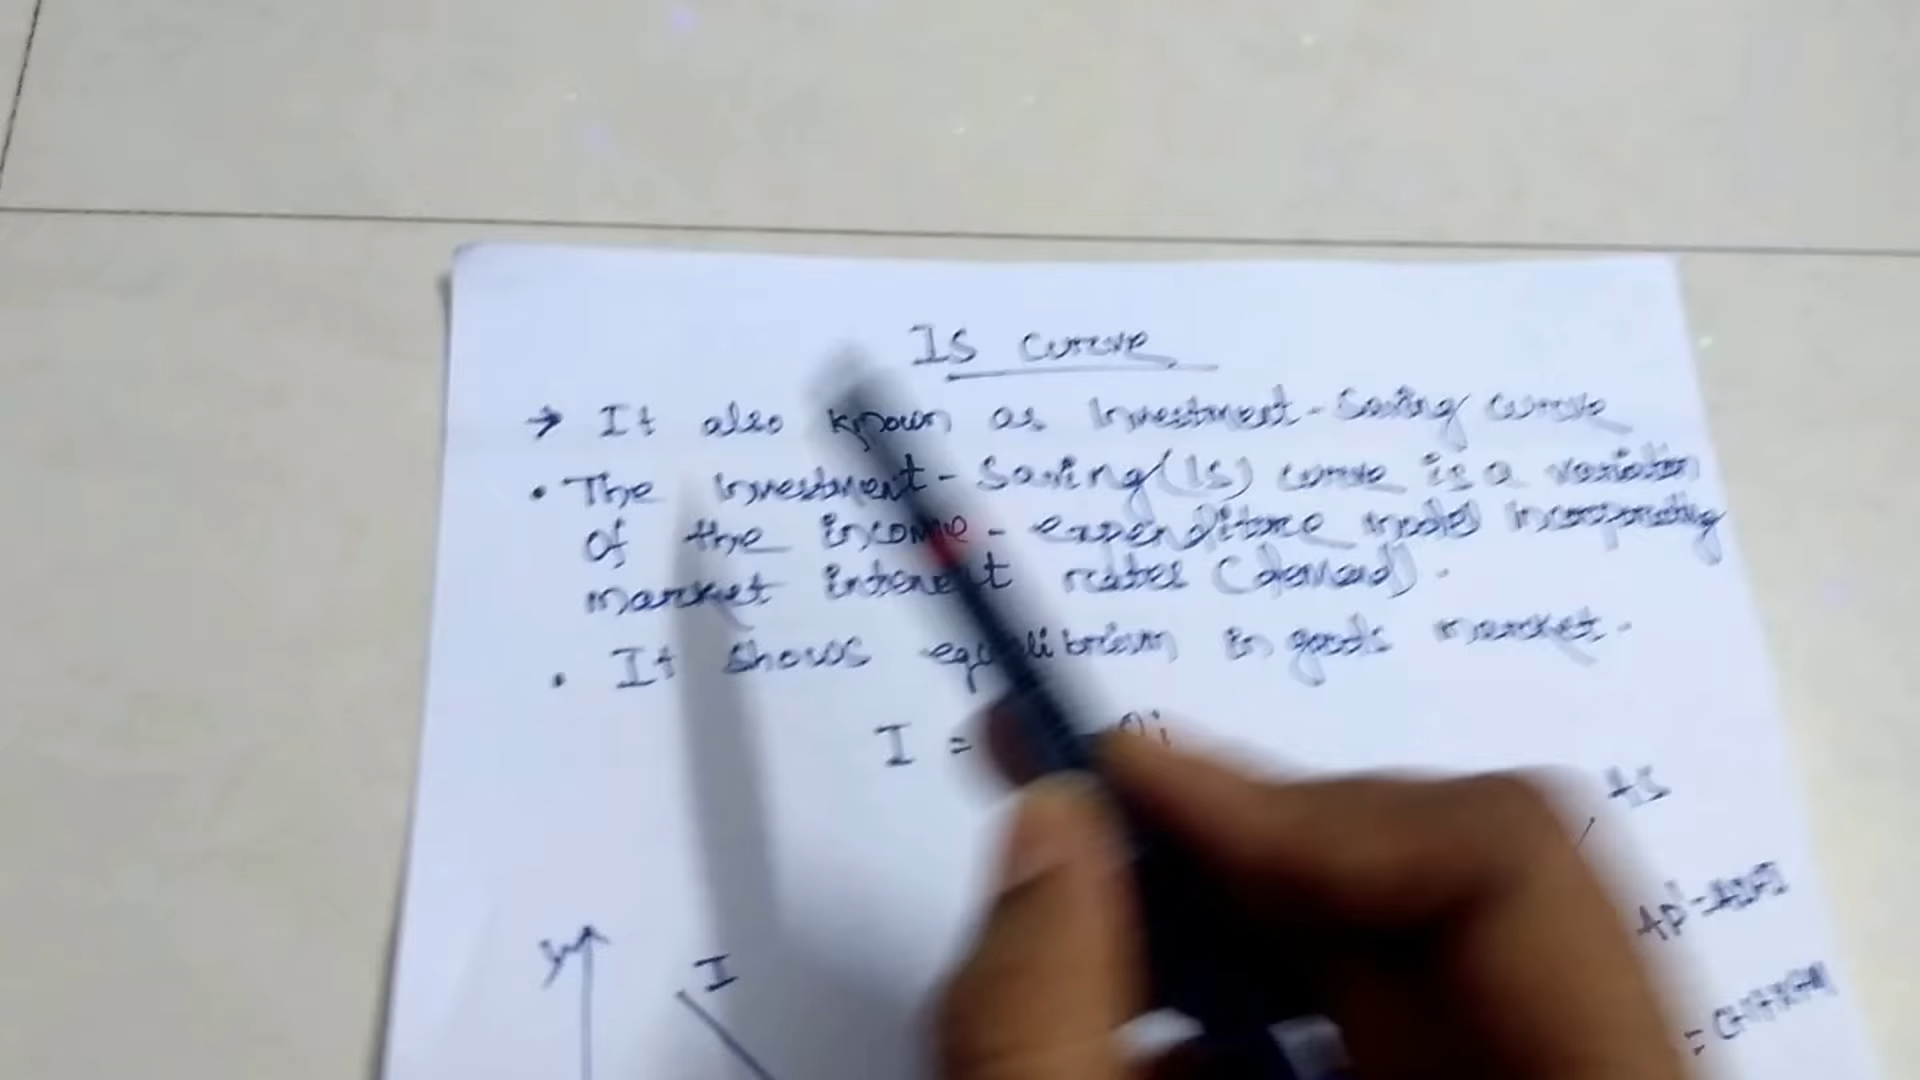 IS curve
→ It also known as Investment-Saving curve
• The Investment-Saving (IS) curve is a variation
of the income-expenditure model incorporating
market interest rates (demand).
• It shows equilibrium in goods market.
I =
AS
y
I